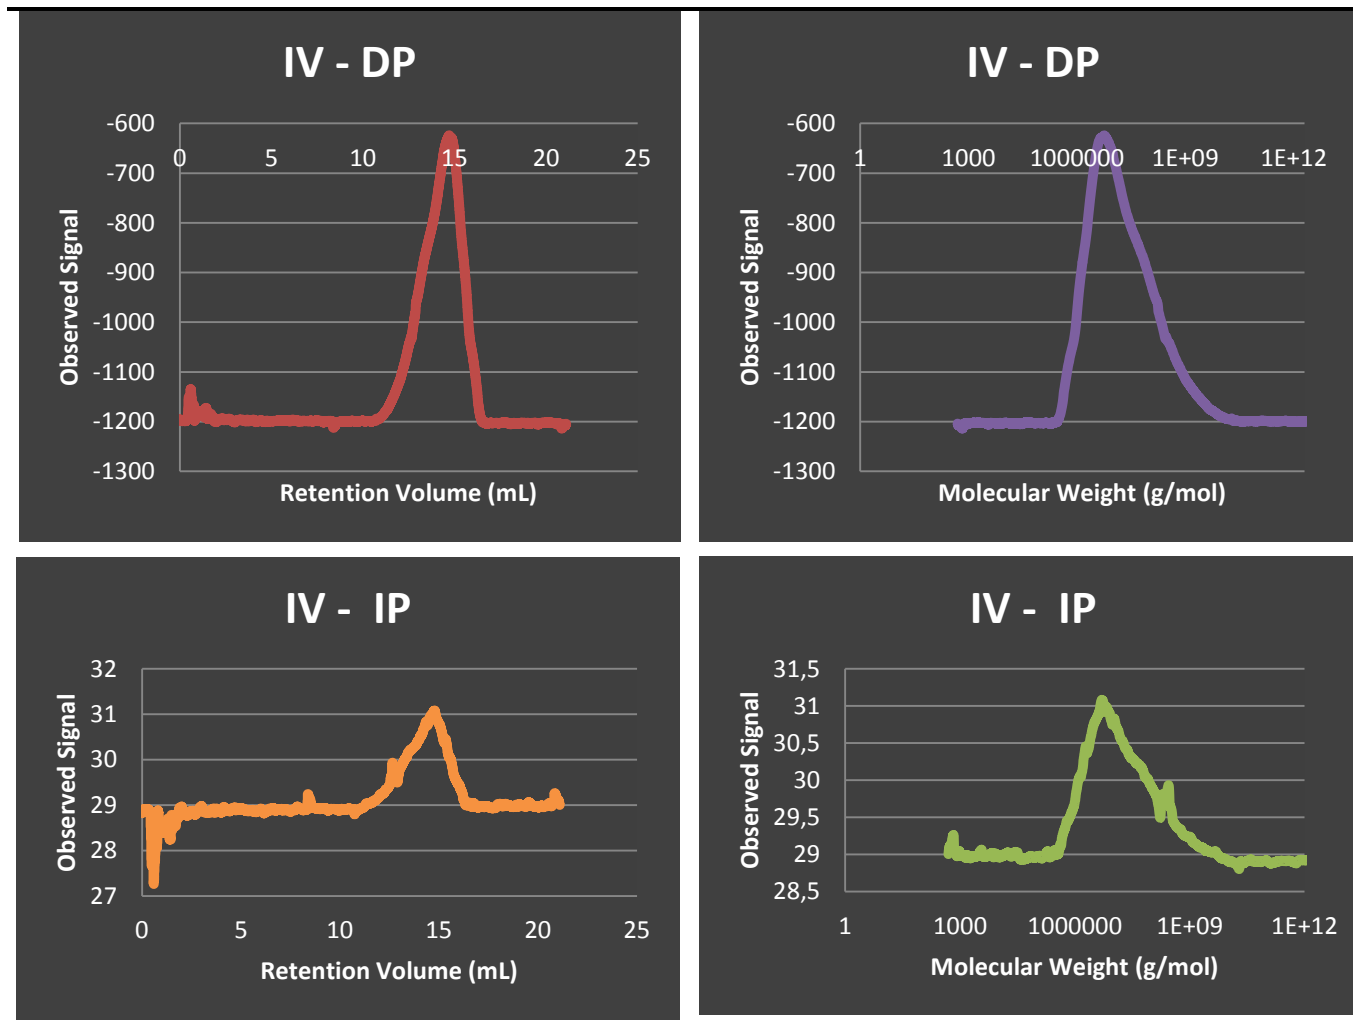 IV - DP
-600
0 5 10 15 20 25
-700
-800
-900
-1000
-1100
-1200
-1300
Observed Signal
Retention Volume (mL)
IV - DP
-600
1 1000 1000000 1E+09 1E+12
-700
-800
-900
-1000
-1100
-1200
-1300
Observed Signal
Molecular Weight (g/mol)
IV - IP
32
31
30
29
28
27
Observed Signal
0 5 10 15 20 25
Retention Volume (mL)
IV - IP
31,5
31
30,5
30
29,5
29
28,5
Observed Signal
1 1000 1000000 1E+09 1E+12
Molecular Weight (g/mol)